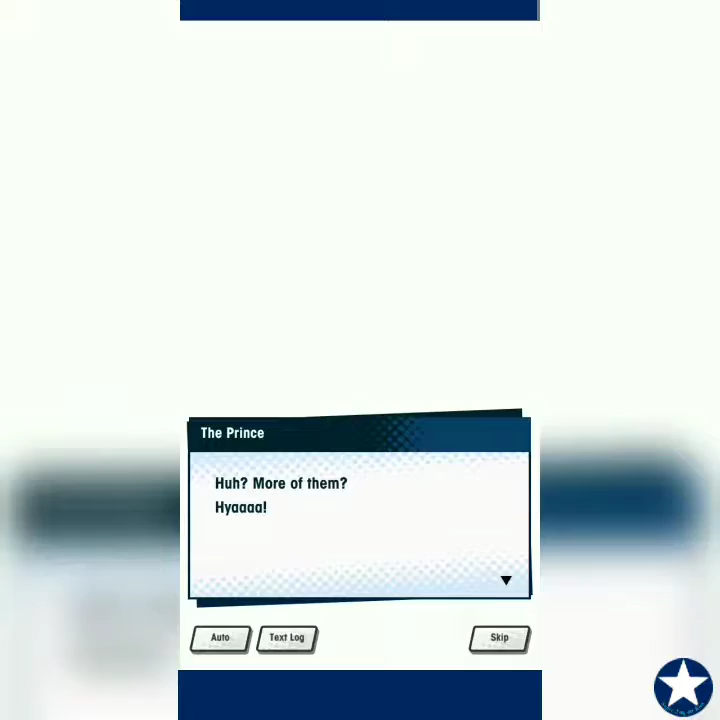 The Prince
Huh? More of them?
Hyaaaa!
Auto
Text Log
Skip